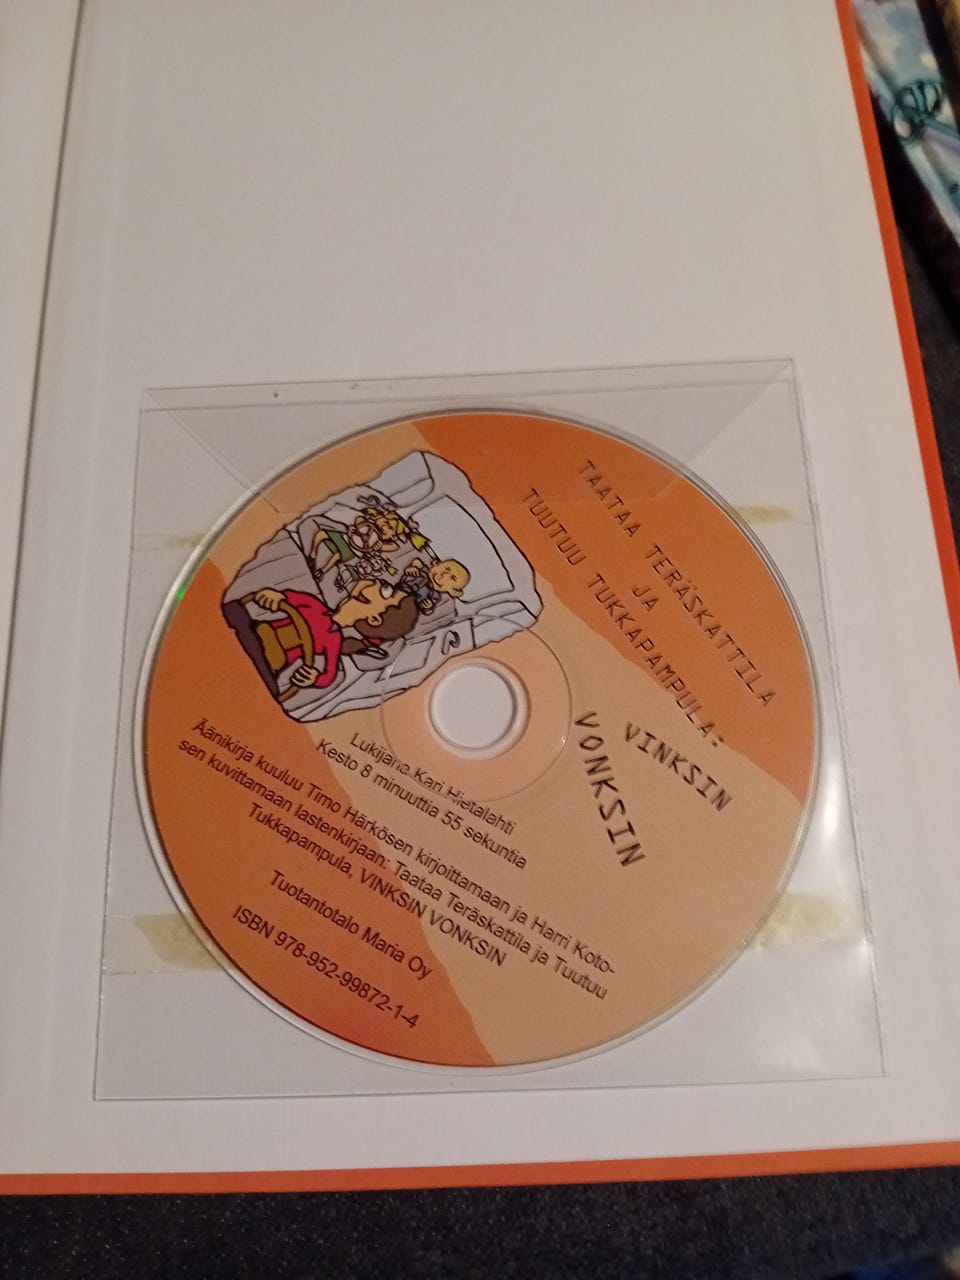 TAATAA TERÄSKATTILA
JA
TUUTUU TUKKAPAMPULA:
VINKSIN
VONKSIN
Lukijana Kari Hietalahti
Kesto 8 minuuttia 55 sekuntia
Äänikirja kuuluu Timo Härkösen kirjoittamaan ja Harri Koto-
sen kuvittamaan lastenkirjaan: Taataa Teräskattila ja Tuutuu
Tukkapampula, VINKSIN VONKSIN
Tuotantotalo Maria Oy
ISBN 978-952-99872-1-4